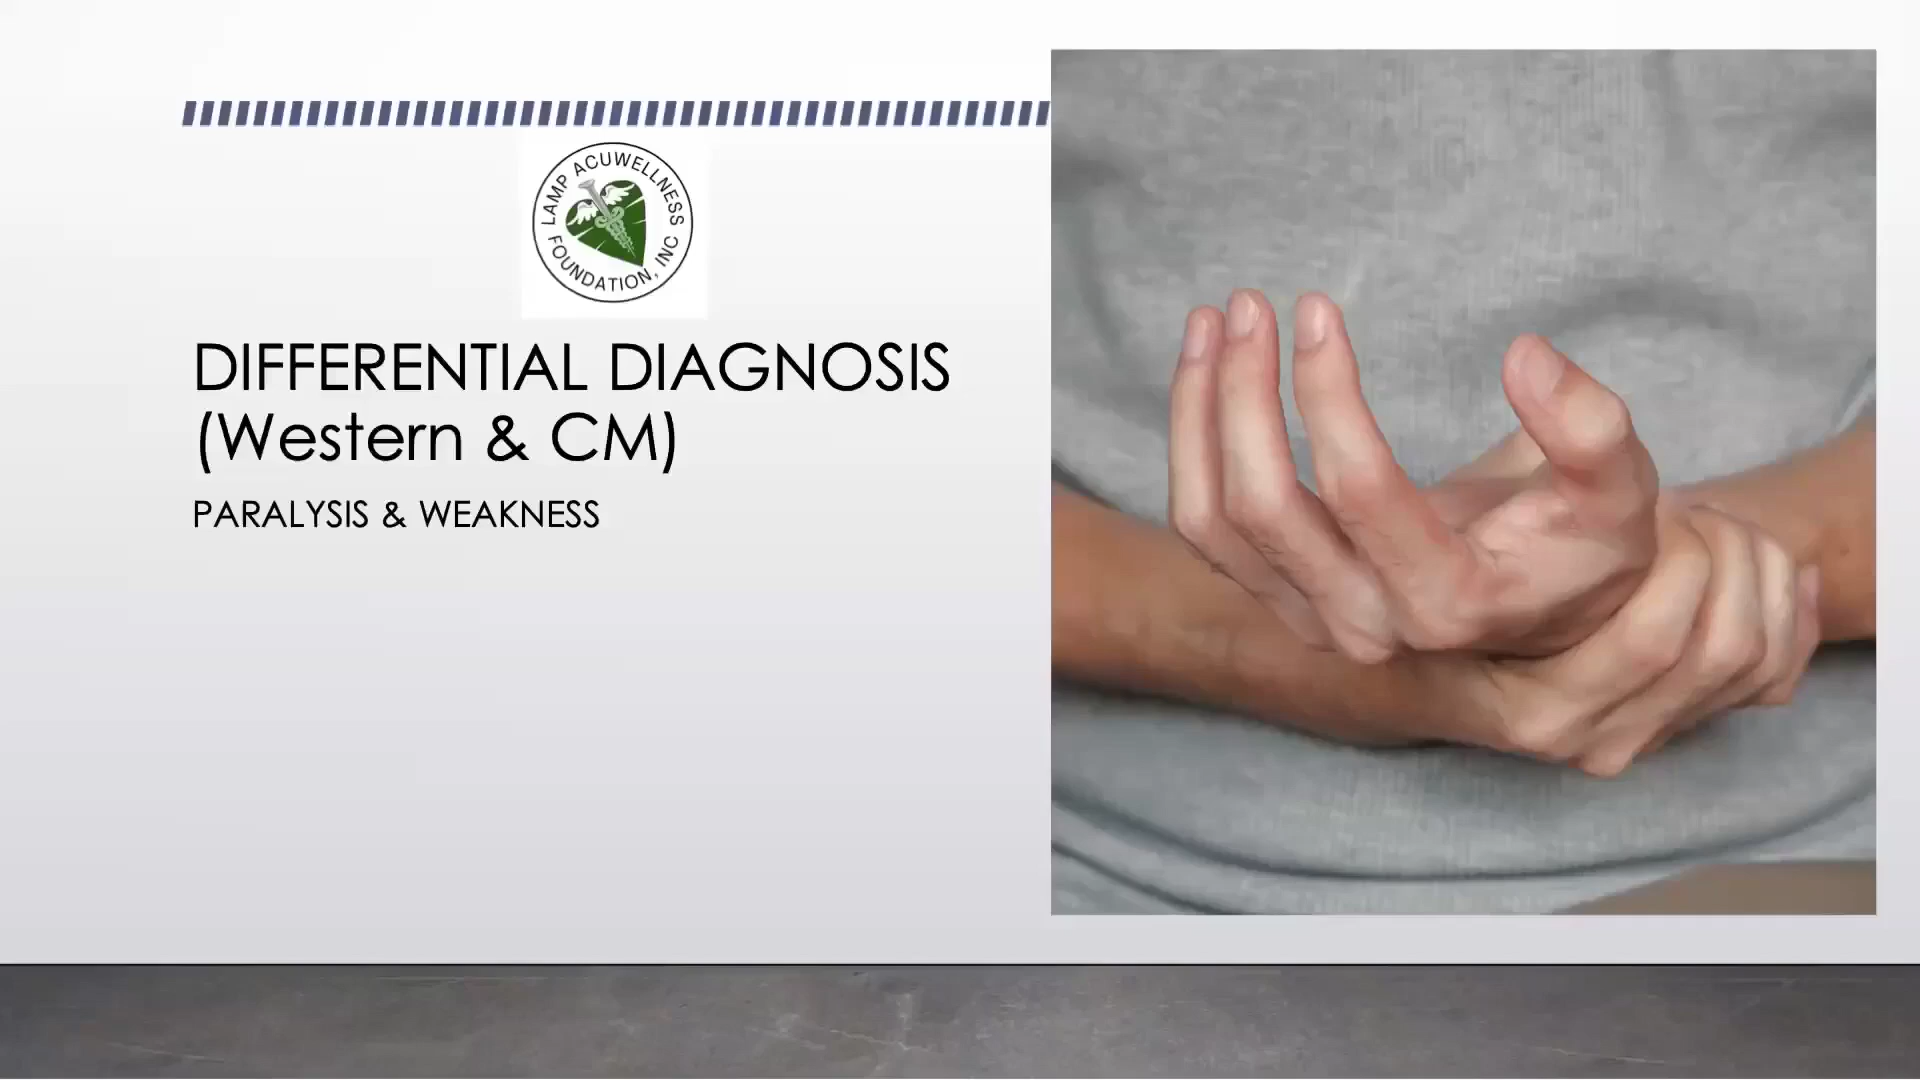 LAMP ACUWELLNESS FOUNDATION, INC
DIFFERENTIAL DIAGNOSIS
(Western & CM)
PARALYSIS & WEAKNESS